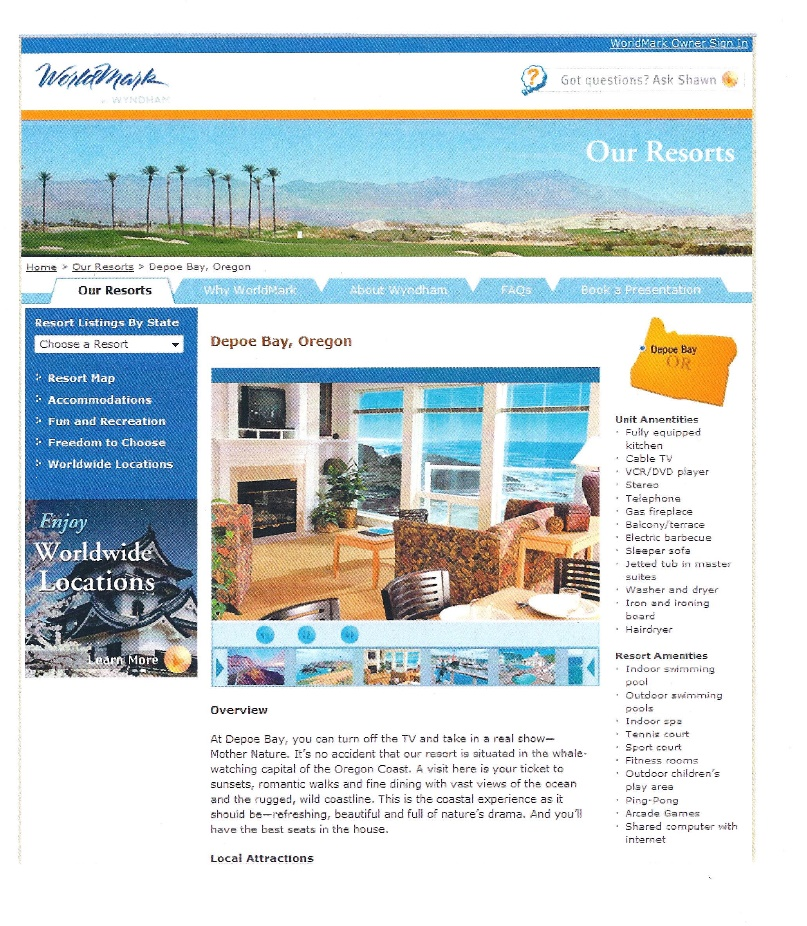 WorldMark Owner Sign In
WorldMark
BY WYNDHAM
Got questions? Ask Shawn
Our Resorts
Home > Our Resorts > Depoe Bay, Oregon
Our Resorts
Why WorldMark
About Wyndham
FAQs
Book a Presentation
Resort Listings By State
Choose a Resort
Resort Map
Accommodations
Fun and Recreation
Freedom to Choose
Worldwide Locations
Enjoy
Worldwide
Locations
Learn More
Depoe Bay, Oregon
Overview
At Depoe Bay, you can turn off the TV and take in a real show—
Mother Nature. It's no accident that our resort is situated in the whale-
watching capital of the Oregon Coast. A visit here is your ticket to
sunsets, romantic walks and fine dining with vast views of the ocean
and the rugged, wild coastline. This is the coastal experience as it
should be—refreshing, beautiful and full of nature's drama. And you'll
have the best seats in the house.
Local Attractions
Depoe Bay
OR
Unit Amentities
Fully equipped
kitchen
Cable TV
VCR/DVD player
Stereo
Telephone
Gas fireplace
Balcony/terrace
Electric barbecue
Sleeper sofa
Jetted tub in master
suites
Washer and dryer
Iron and ironing
board
Hairdryer
Resort Amenities
Indoor swimming
pool
Outdoor swimming
pools
Indoor spa
Tennis court
Sport court
Fitness rooms
Outdoor children's
play area
Ping-Pong
Arcade Games
Shared computer with
internet